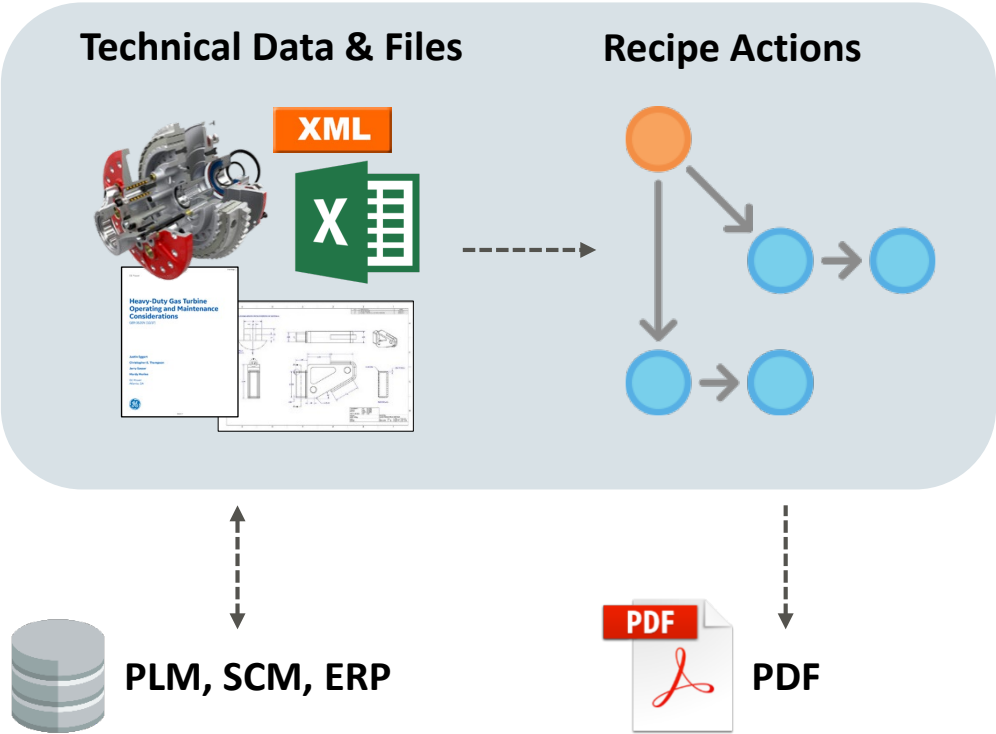 Technical Data & Files
Recipe Actions
XML
X
Heavy-Duty Gas Turbine
Operating and Maintenance
Considerations
PLM, SCM, ERP
PDF
PDF